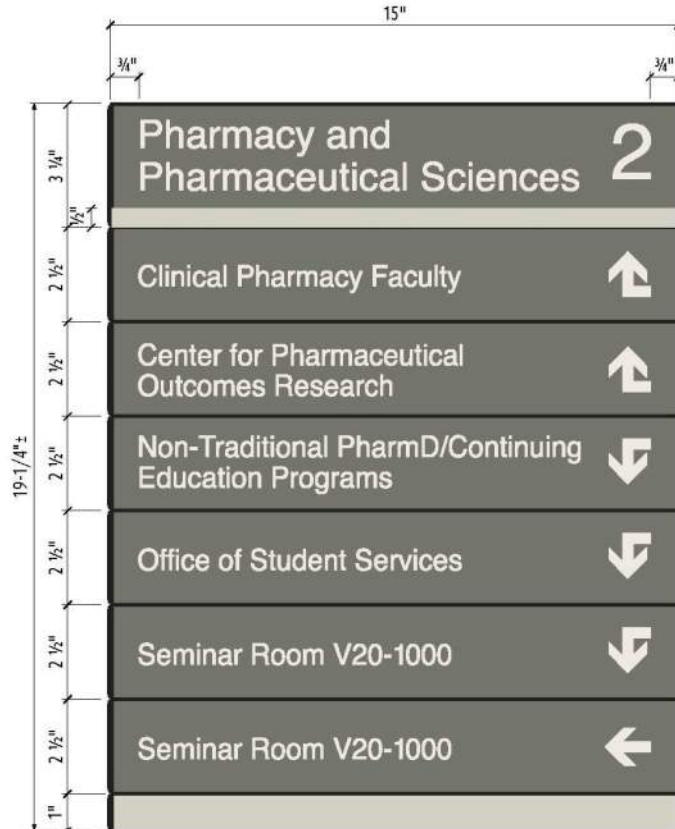 15"
¾" ¾"
Pharmacy and
Pharmaceutical Sciences
2
3 ¼"
½"
Clinical Pharmacy Faculty
2 ½"
Center for Pharmaceutical
Outcomes Research
2 ½"
Non-Traditional PharmD/Continuing
Education Programs
2 ½"
19-1/4"±
Office of Student Services
2 ½"
Seminar Room V20-1000
2 ½"
Seminar Room V20-1000
2 ½"
1"